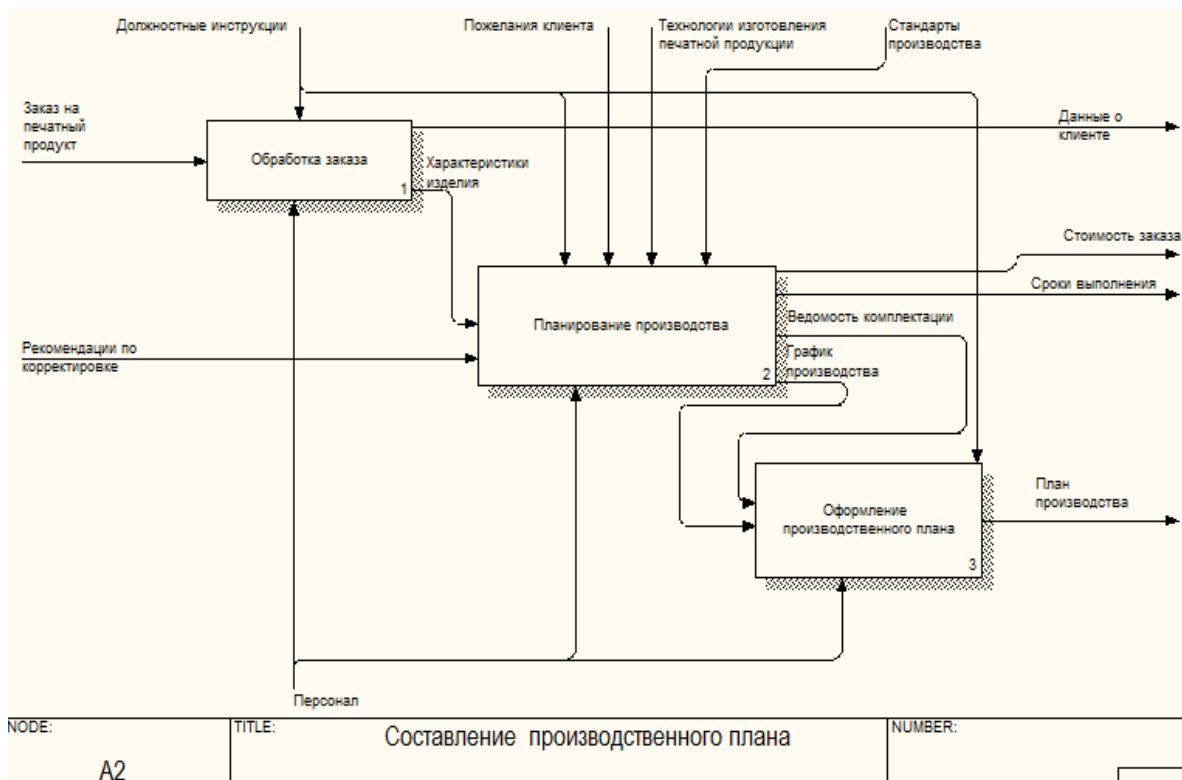 Должностные инструкции
Пожелания клиента
Технологии изготовления
печатной продукции
Стандарты
производства
Заказ на
печатный
продукт
Данные о
клиенте
Обработка заказа
1
Характеристики
изделия
Стоимость заказа
Сроки выполнения
Планирование производства
2
Ведомость комплектации
График
производства
Рекомендации по
корректировке
План
производства
Оформление
производственного плана
3
Персонал
NODE:
A2
TITLE:
Составление производственного плана
NUMBER: